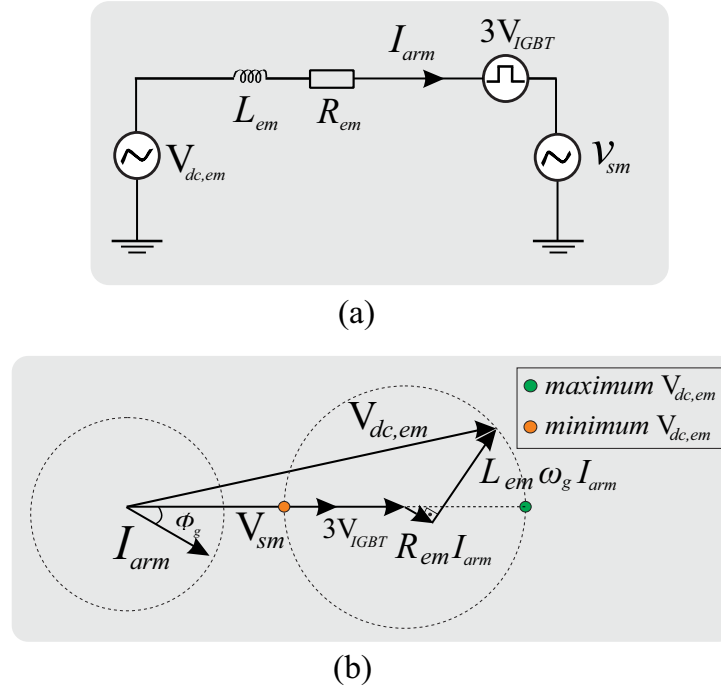 I_arm 3V_IGBT
L_em R_em
V_dc,em v_sm
(a)
maximum V_dc,em
minimum V_dc,em
V_dc,em
L_em ω_g I_arm
ϕ_g
I_arm V_sm 3V_IGBT R_em I_arm
(b)